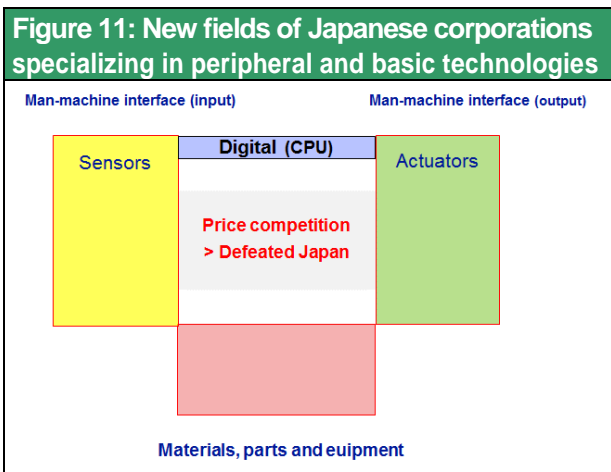 Figure 11: New fields of Japanese corporations
specializing in peripheral and basic technologies
Man-machine interface (input)
Man-machine interface (output)
Sensors
Digital (CPU)
Actuators
Price competition
> Defeated Japan
Materials, parts and euipment